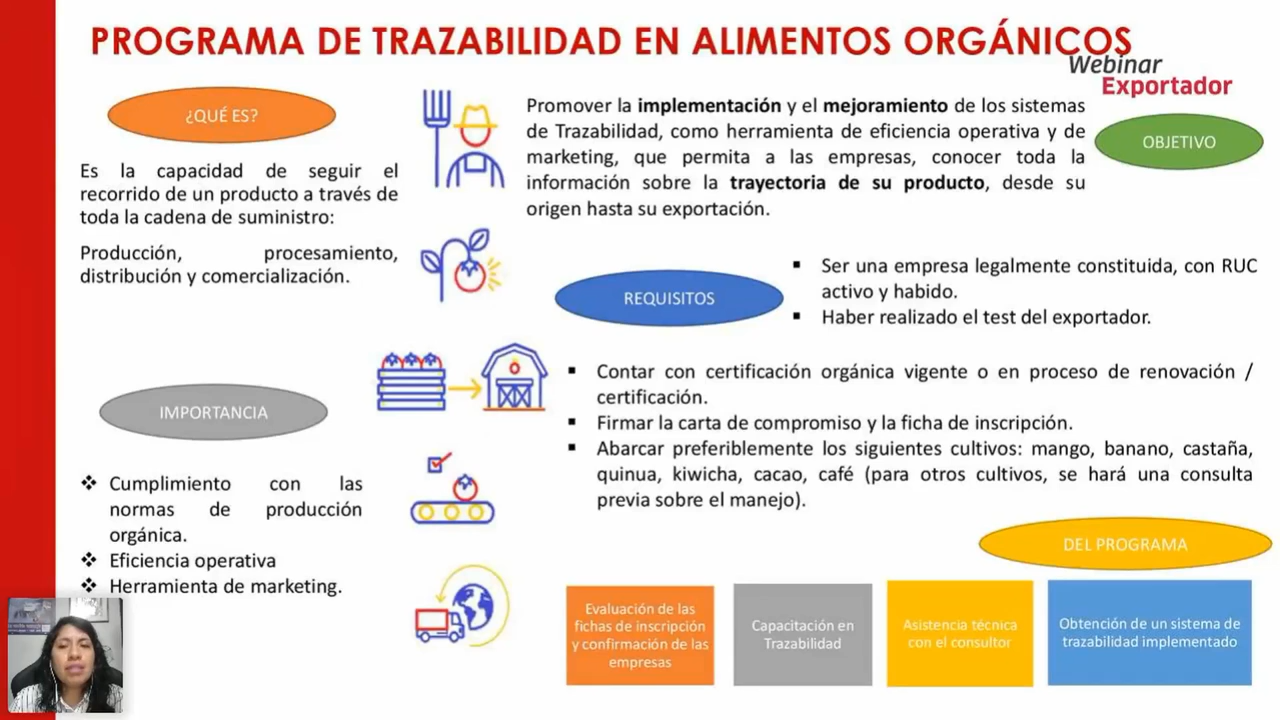 PROGRAMA DE TRAZABILIDAD EN ALIMENTOS ORGÁNICOS
Webinar
Exportador
¿QUÉ ES?
Es la capacidad de seguir el
recorrido de un producto a través de
toda la cadena de suministro:
Producción, procesamiento,
distribución y comercialización.
Promover la implementación y el mejoramiento de los sistemas
de Trazabilidad, como herramienta de eficiencia operativa y de
marketing, que permita a las empresas, conocer toda la
información sobre la trayectoria de su producto, desde su
origen hasta su exportación.
OBJETIVO
REQUISITOS
▪ Ser una empresa legalmente constituida, con RUC
activo y habido.
▪ Haber realizado el test del exportador.
▪ Contar con certificación orgánica vigente o en proceso de renovación /
certificación.
▪ Firmar la carta de compromiso y la ficha de inscripción.
▪ Abarcar preferiblemente los siguientes cultivos: mango, banano, castaña,
quinua, kiwicha, cacao, café (para otros cultivos, se hará una consulta
previa sobre el manejo).
IMPORTANCIA
❖ Cumplimiento con las
normas de producción
orgánica.
❖ Eficiencia operativa
❖ Herramienta de marketing.
DEL PROGRAMA
Evaluación de las
fichas de inscripción
y confirmación de las
empresas
Capacitación en
Trazabilidad
Asistencia técnica
con el consultor
Obtención de un sistema de
trazabilidad implementado